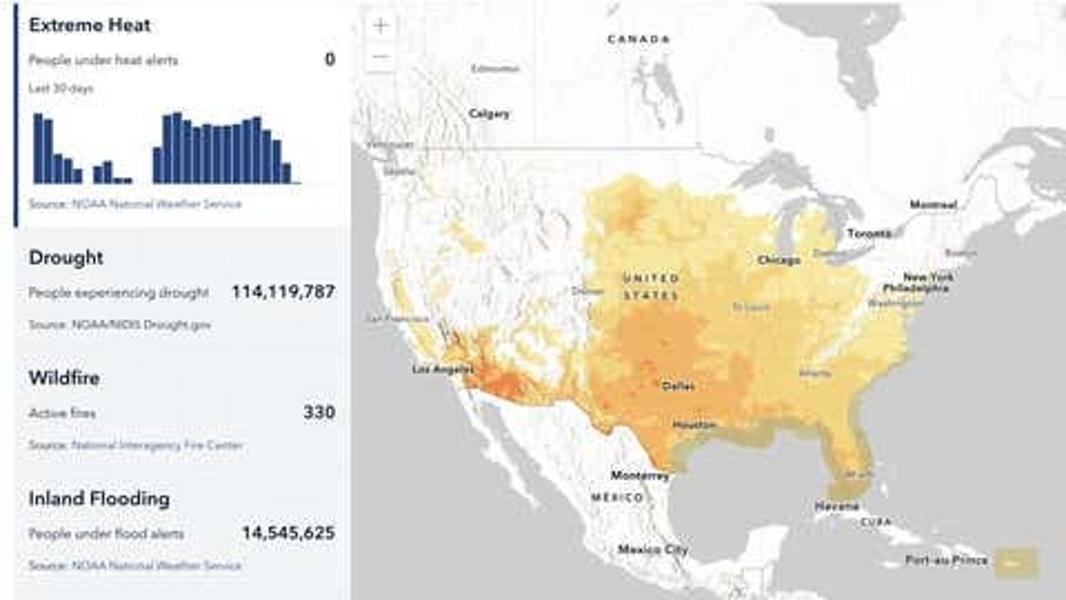 Extreme Heat
People under heat alerts 0
Last 30 days
Source: NOAA National Weather Service
Drought
People experiencing drought 114,119,787
Source: NOAA/NIDIS Drought.gov
Wildfire
Active fires 330
Source: National Interagency Fire Center
Inland Flooding
People under flood alerts 14,545,625
Source: NOAA National Weather Service
+
−
CANADA
Edmonton
Calgary
Vancouver
Seattle
Montreal
Toronto
Boston
Detroit
Chicago
New York
Philadelphia
UNITED
STATES
Denver
St Louis
Washington
San Francisco
Los Angeles
Atlanta
Dallas
Houston
Miami
Monterrey
MÉXICO
Havana
CUBA
Mexico City
Port-au-Prince